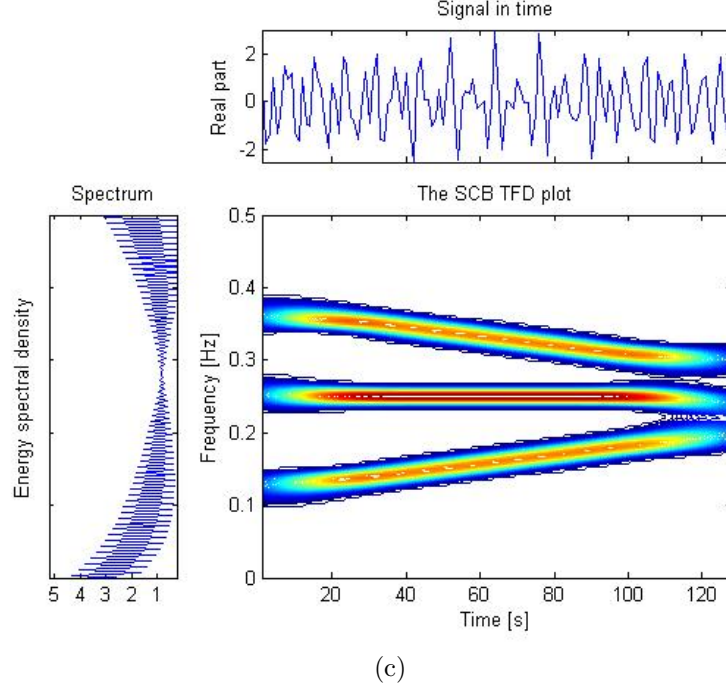 Signal in time
Real part
2
0
-2
Spectrum
The SCB TFD plot
Energy spectral density
5 4 3 2 1
Frequency [Hz]
0.5
0.4
0.3
0.2
0.1
0
20 40 60 80 100 120
Time [s]
(c)